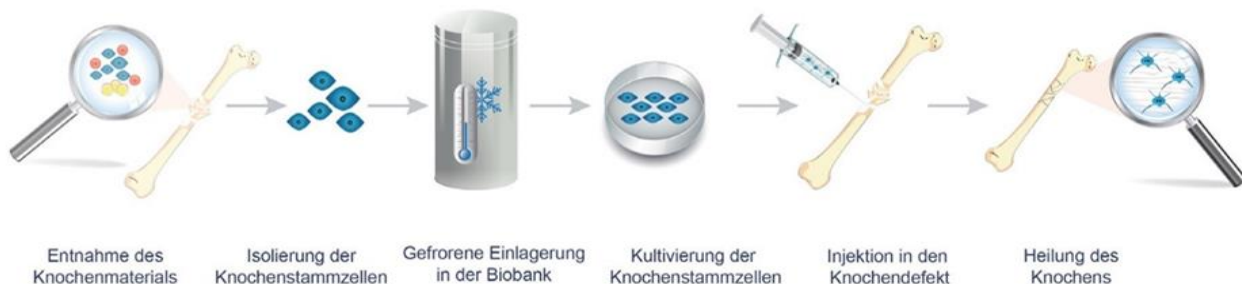 Entnahme des
Knochenmaterials
Isolierung der
Knochenstammzellen
Gefrorene Einlagerung
in der Biobank
Kultivierung der
Knochenstammzellen
Injektion in den
Knochendefekt
Heilung des
Knochens